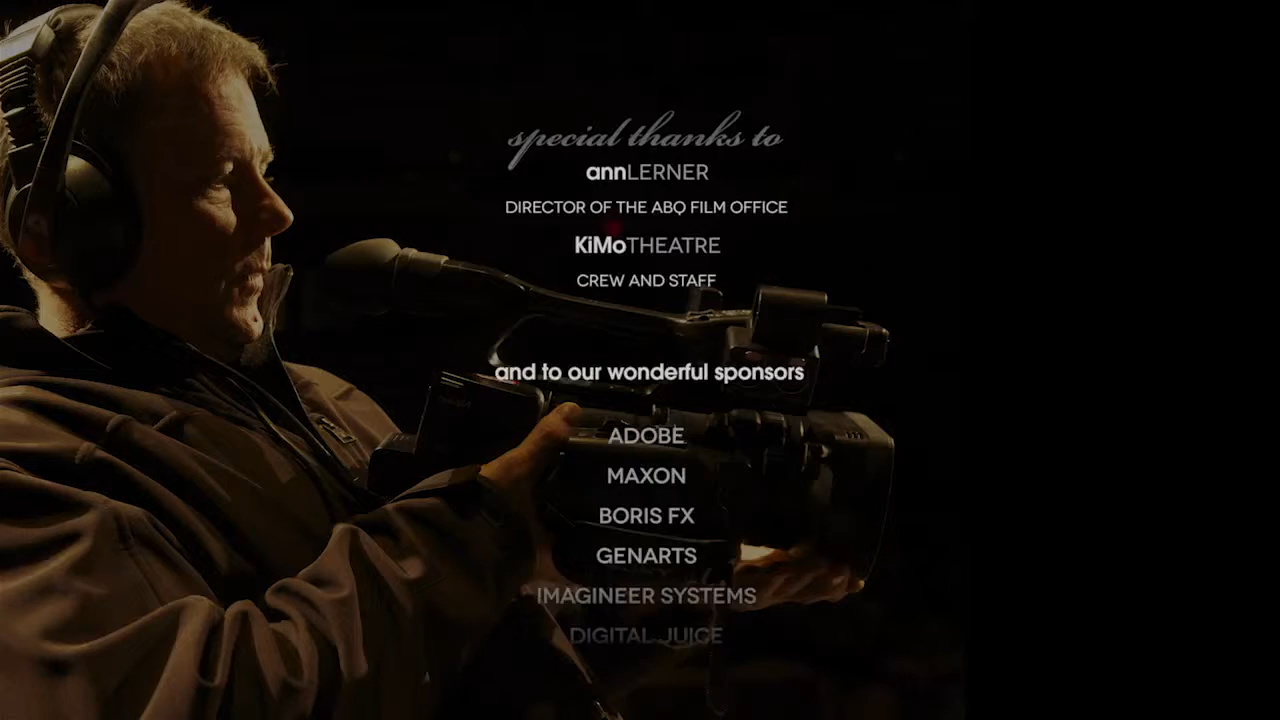 special thanks to
annLERNER
DIRECTOR OF THE ABQ FILM OFFICE
KiMoTHEATRE
CREW AND STAFF
and to our wonderful sponsors
ADOBE
MAXON
BORIS FX
GENARTS
IMAGINEER SYSTEMS
DIGITAL JUICE